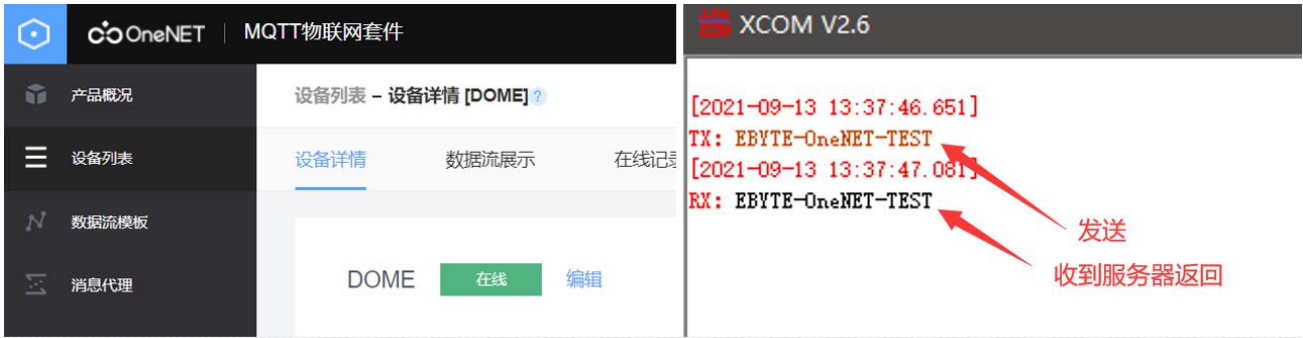 OneNET | MQTT物联网套件
产品概况
设备列表
数据流模板
消息代理
设备列表 – 设备详情 [DOME] ?
设备详情 数据流展示 在线记录
DOME 在线 编辑
ATK
XCOM V2.6
[2021-09-13 13:37:46.651]
TX: EBYTE-OneNET-TEST
[2021-09-13 13:37:47.081]
RX: EBYTE-OneNET-TEST
发送
收到服务器返回